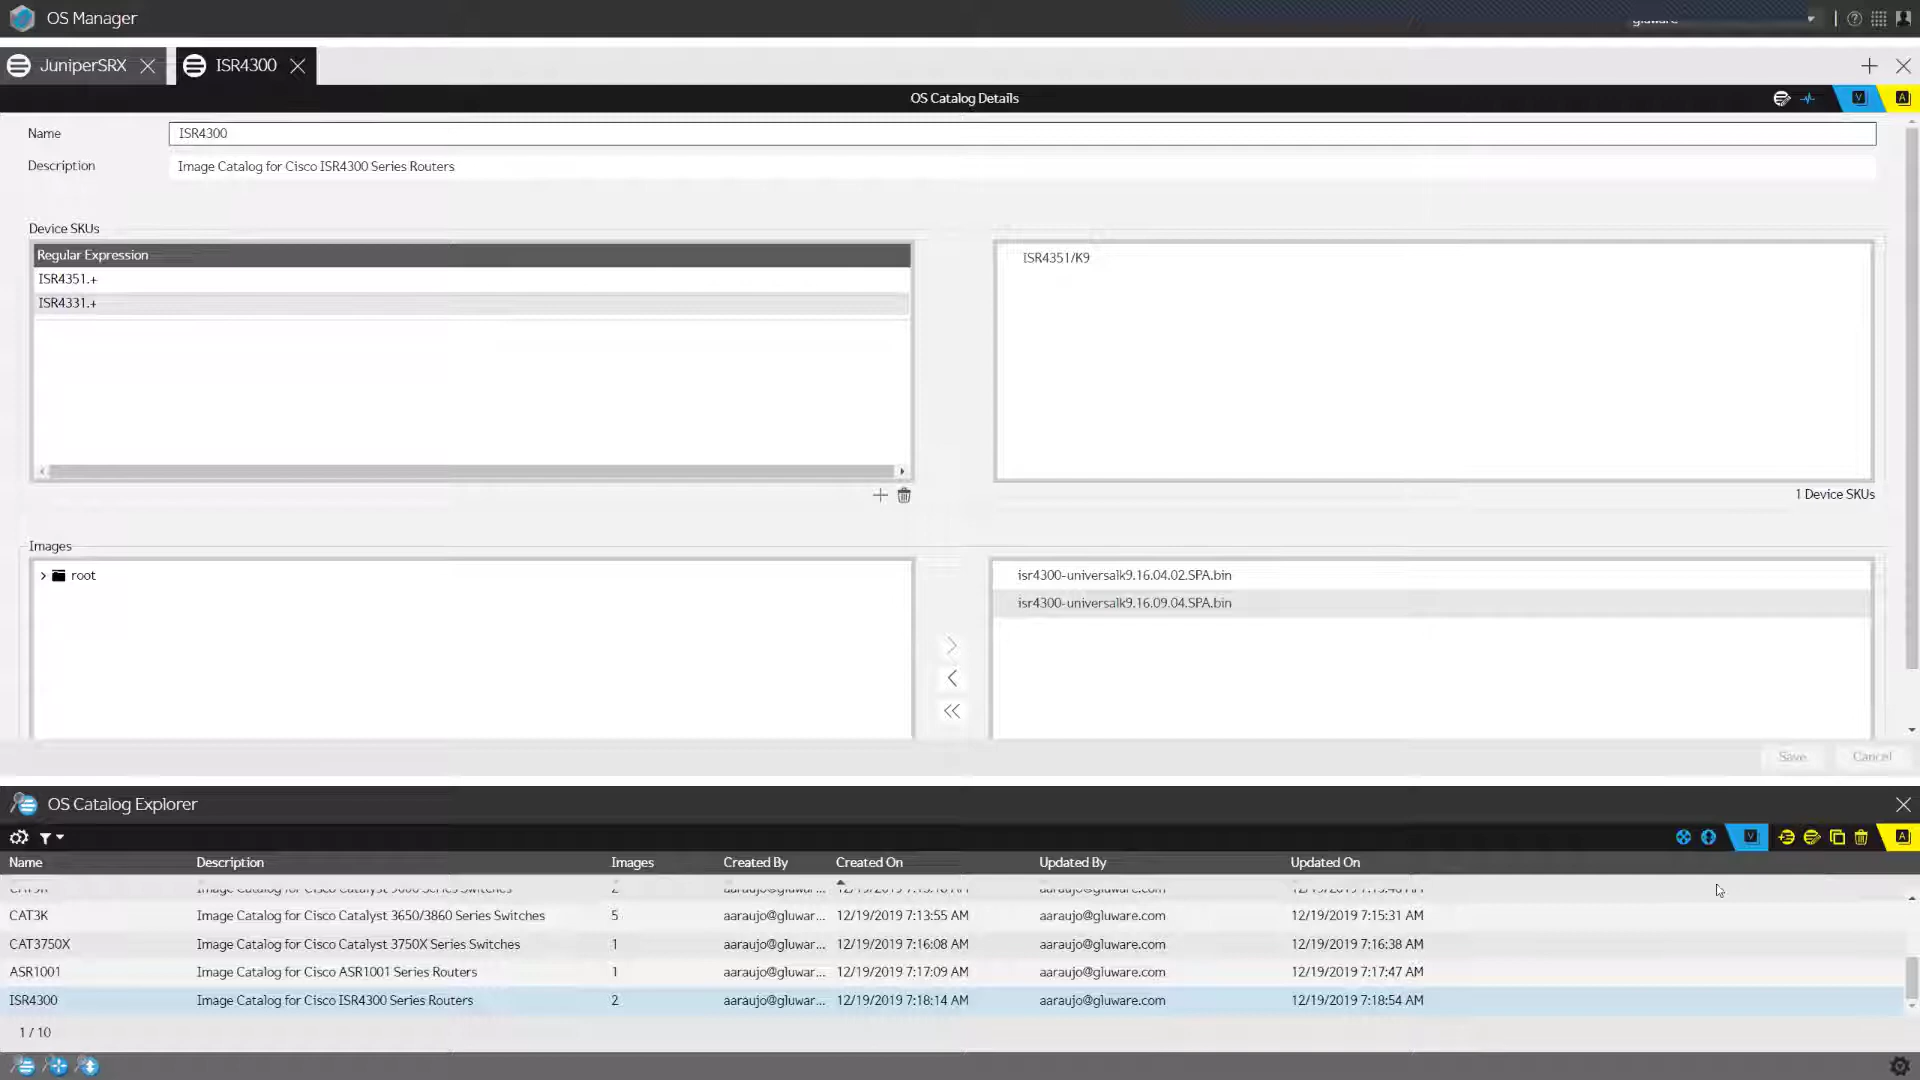 OS Manager
gluware
JuniperSRX
ISR4300
OS Catalog Details
V
A
Name
ISR4300
Description
Image Catalog for Cisco ISR4300 Series Routers
Device SKUs
Regular Expression
ISR4351.+
ISR4331.+
ISR4351/K9
1 Device SKUs
Images
root
isr4300-universalk9.16.04.02.SPA.bin
isr4300-universalk9.16.09.04.SPA.bin
Save
Cancel
OS Catalog Explorer
V
A
Name Description Images Created By Created On Updated By Updated On
CAT3K Image Catalog for Cisco Catalyst 3650/3860 Series Switches 5 aaraujo@gluwar... 12/19/2019 7:13:55 AM aaraujo@gluware.com 12/19/2019 7:15:31 AM
CAT3750X Image Catalog for Cisco Catalyst 3750X Series Switches 1 aaraujo@gluwar... 12/19/2019 7:16:08 AM aaraujo@gluware.com 12/19/2019 7:16:38 AM
ASR1001 Image Catalog for Cisco ASR1001 Series Routers 1 aaraujo@gluwar... 12/19/2019 7:17:09 AM aaraujo@gluware.com 12/19/2019 7:17:47 AM
ISR4300 Image Catalog for Cisco ISR4300 Series Routers 2 aaraujo@gluwar... 12/19/2019 7:18:14 AM aaraujo@gluware.com 12/19/2019 7:18:54 AM
1 / 10